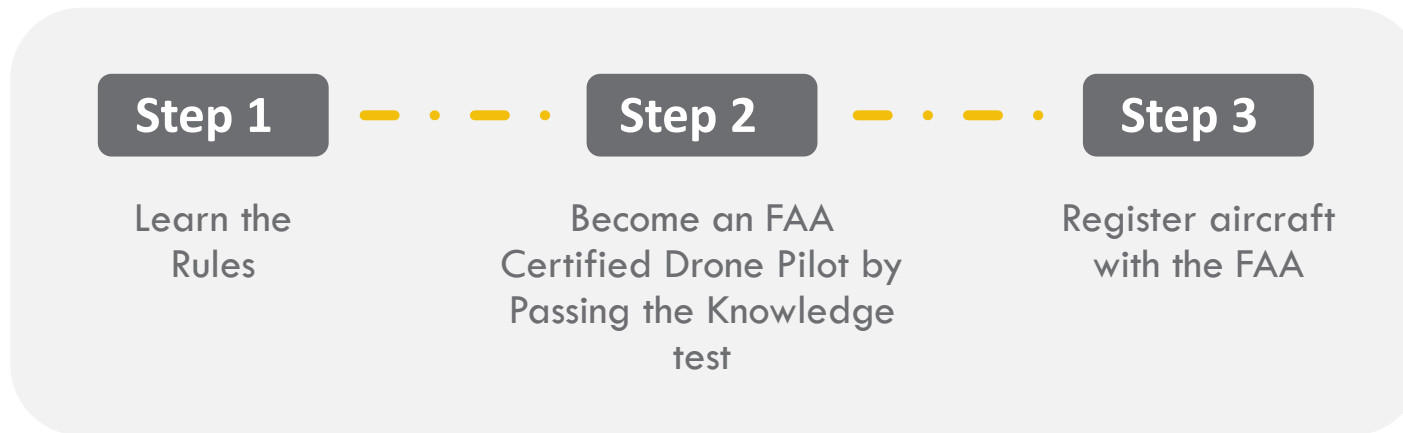 Step 1
Learn the
Rules
Step 2
Become an FAA
Certified Drone Pilot by
Passing the Knowledge
test
Step 3
Register aircraft
with the FAA